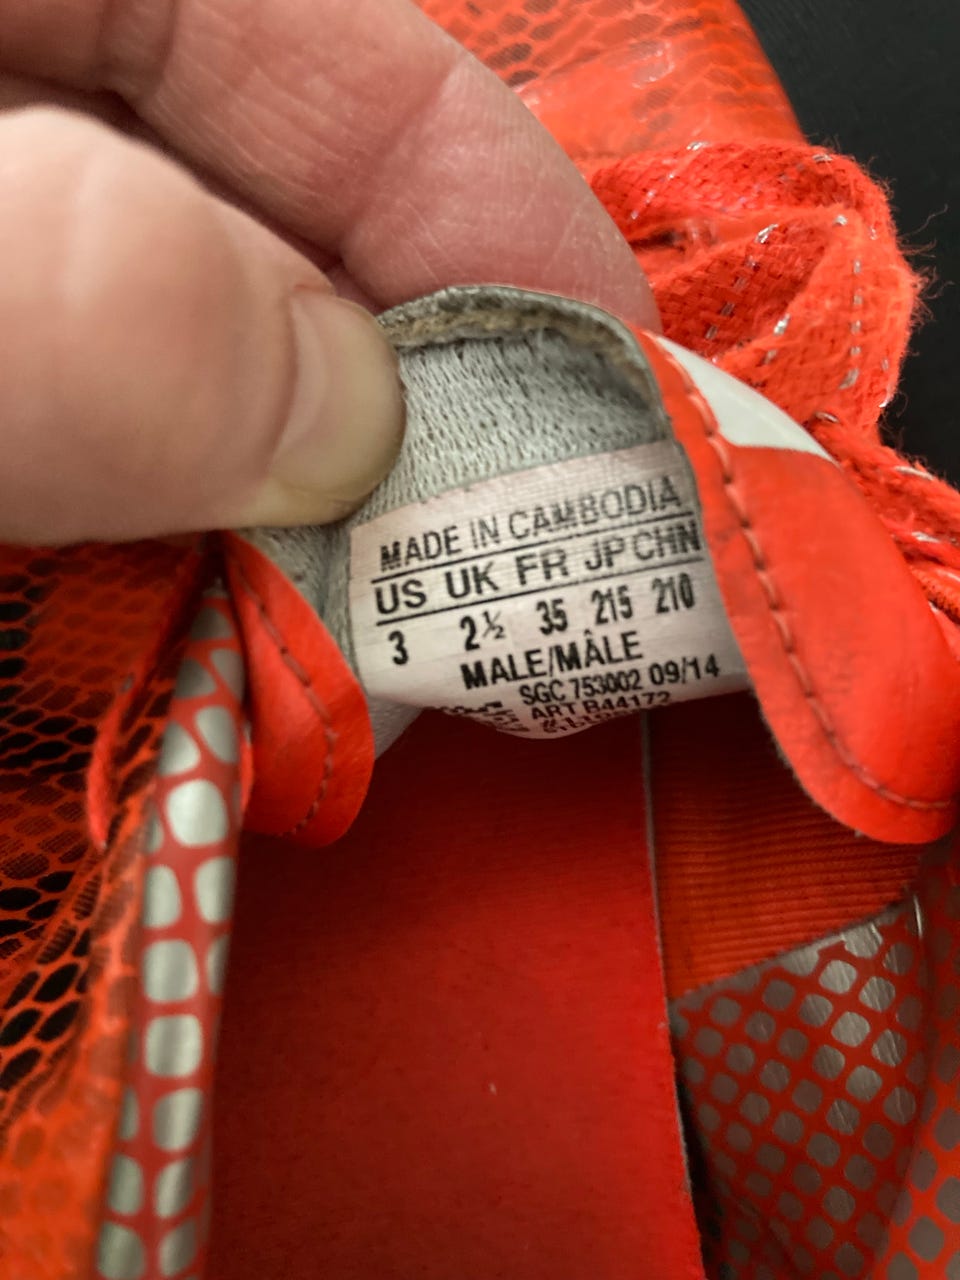 MADE IN CAMBODIA
US UK FR JP CHN
3 2½ 35 215 210
MALE/MÂLE
SGC 753002 09/14
ART B44172